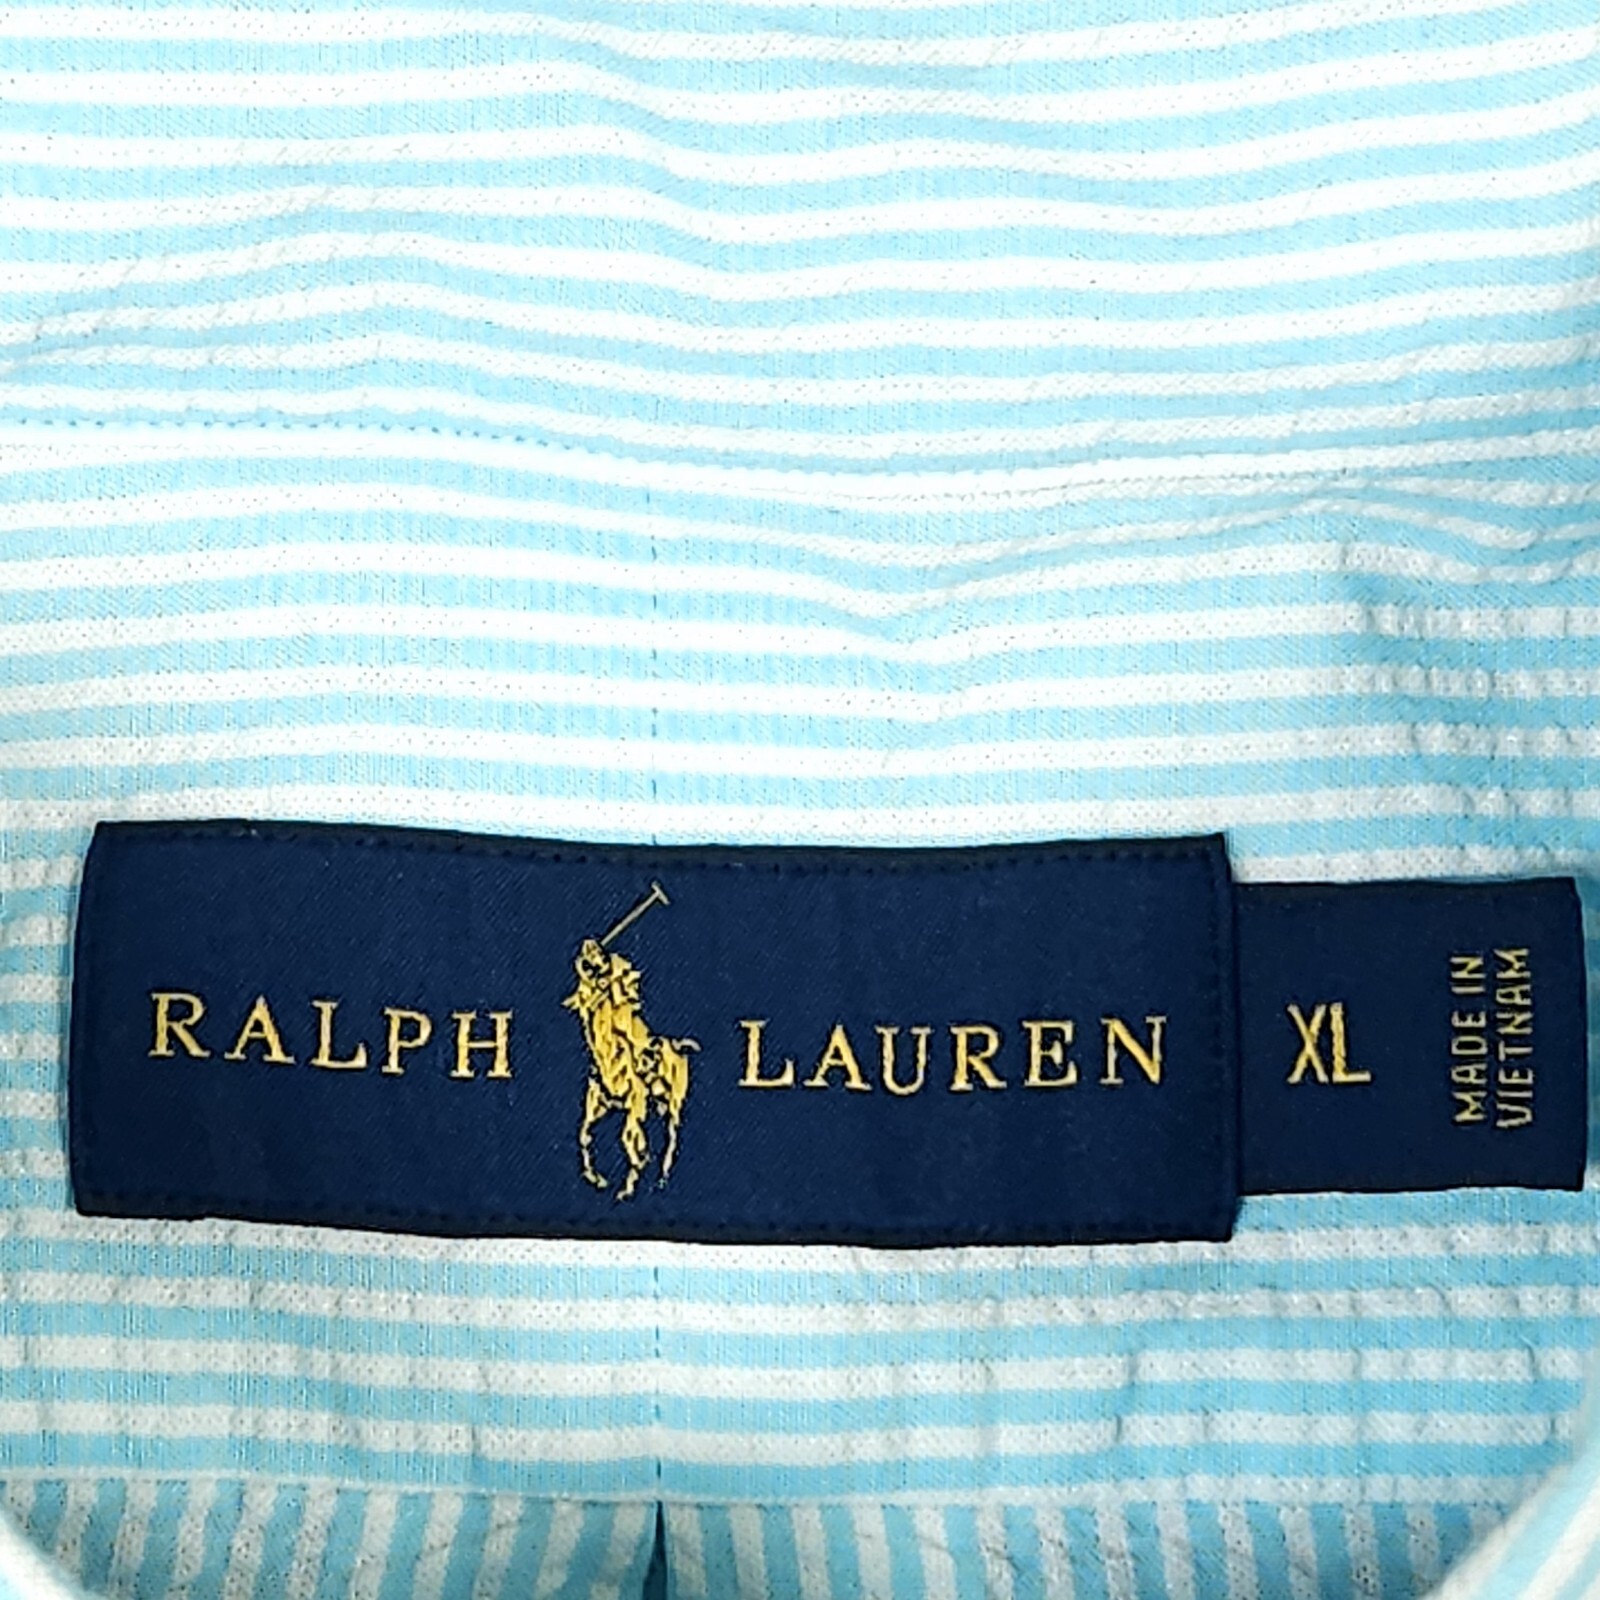 RALPH LAUREN
XL
MADE IN
VIETNAM